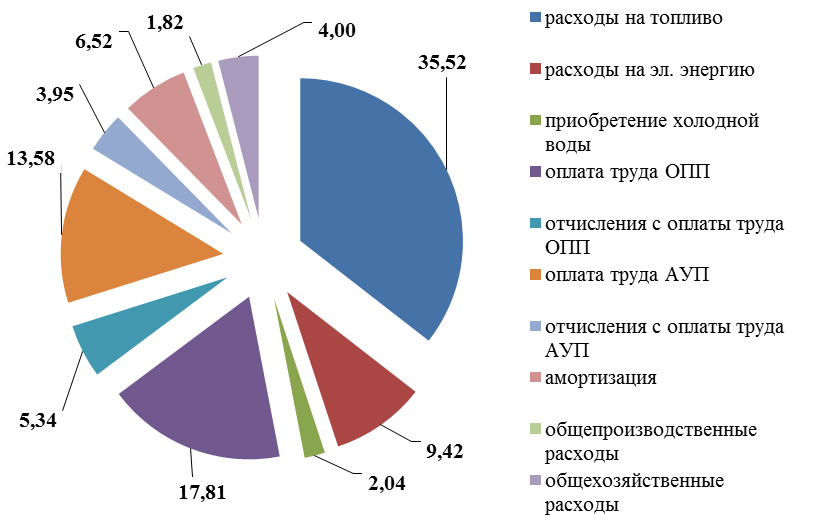 1,82
4,00
6,52
35,52
3,95
13,58
5,34
17,81
2,04
9,42
расходы на топливо
расходы на эл. энергию
приобретение холодной
воды
оплата труда ОПП
отчисления с оплаты труда
ОПП
оплата труда АУП
отчисления с оплаты труда
АУП
амортизация
общепроизводственные
расходы
общехозяйственные
расходы